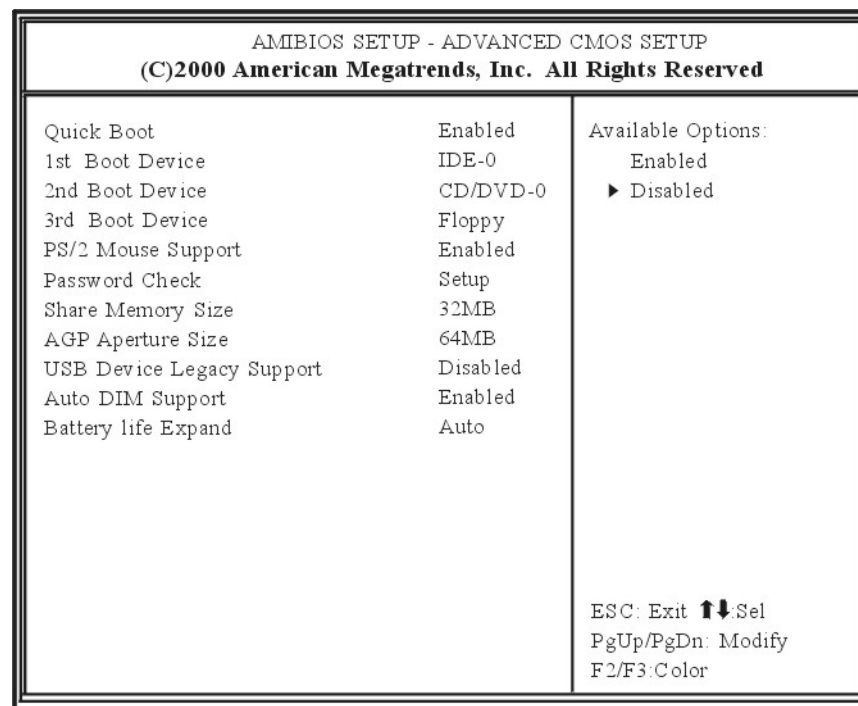 AMIBIOS SETUP - ADVANCED CMOS SETUP
(C)2000 American Megatrends, Inc. All Rights Reserved
Quick Boot Enabled
1st Boot Device IDE-0
2nd Boot Device CD/DVD-0
3rd Boot Device Floppy
PS/2 Mouse Support Enabled
Password Check Setup
Share Memory Size 32MB
AGP Aperture Size 64MB
USB Device Legacy Support Disabled
Auto DIM Support Enabled
Battery life Expand Auto
Available Options:
Enabled
▶ Disabled
ESC: Exit ⬆⬇:Sel
PgUp/PgDn: Modify
F2/F3:Color